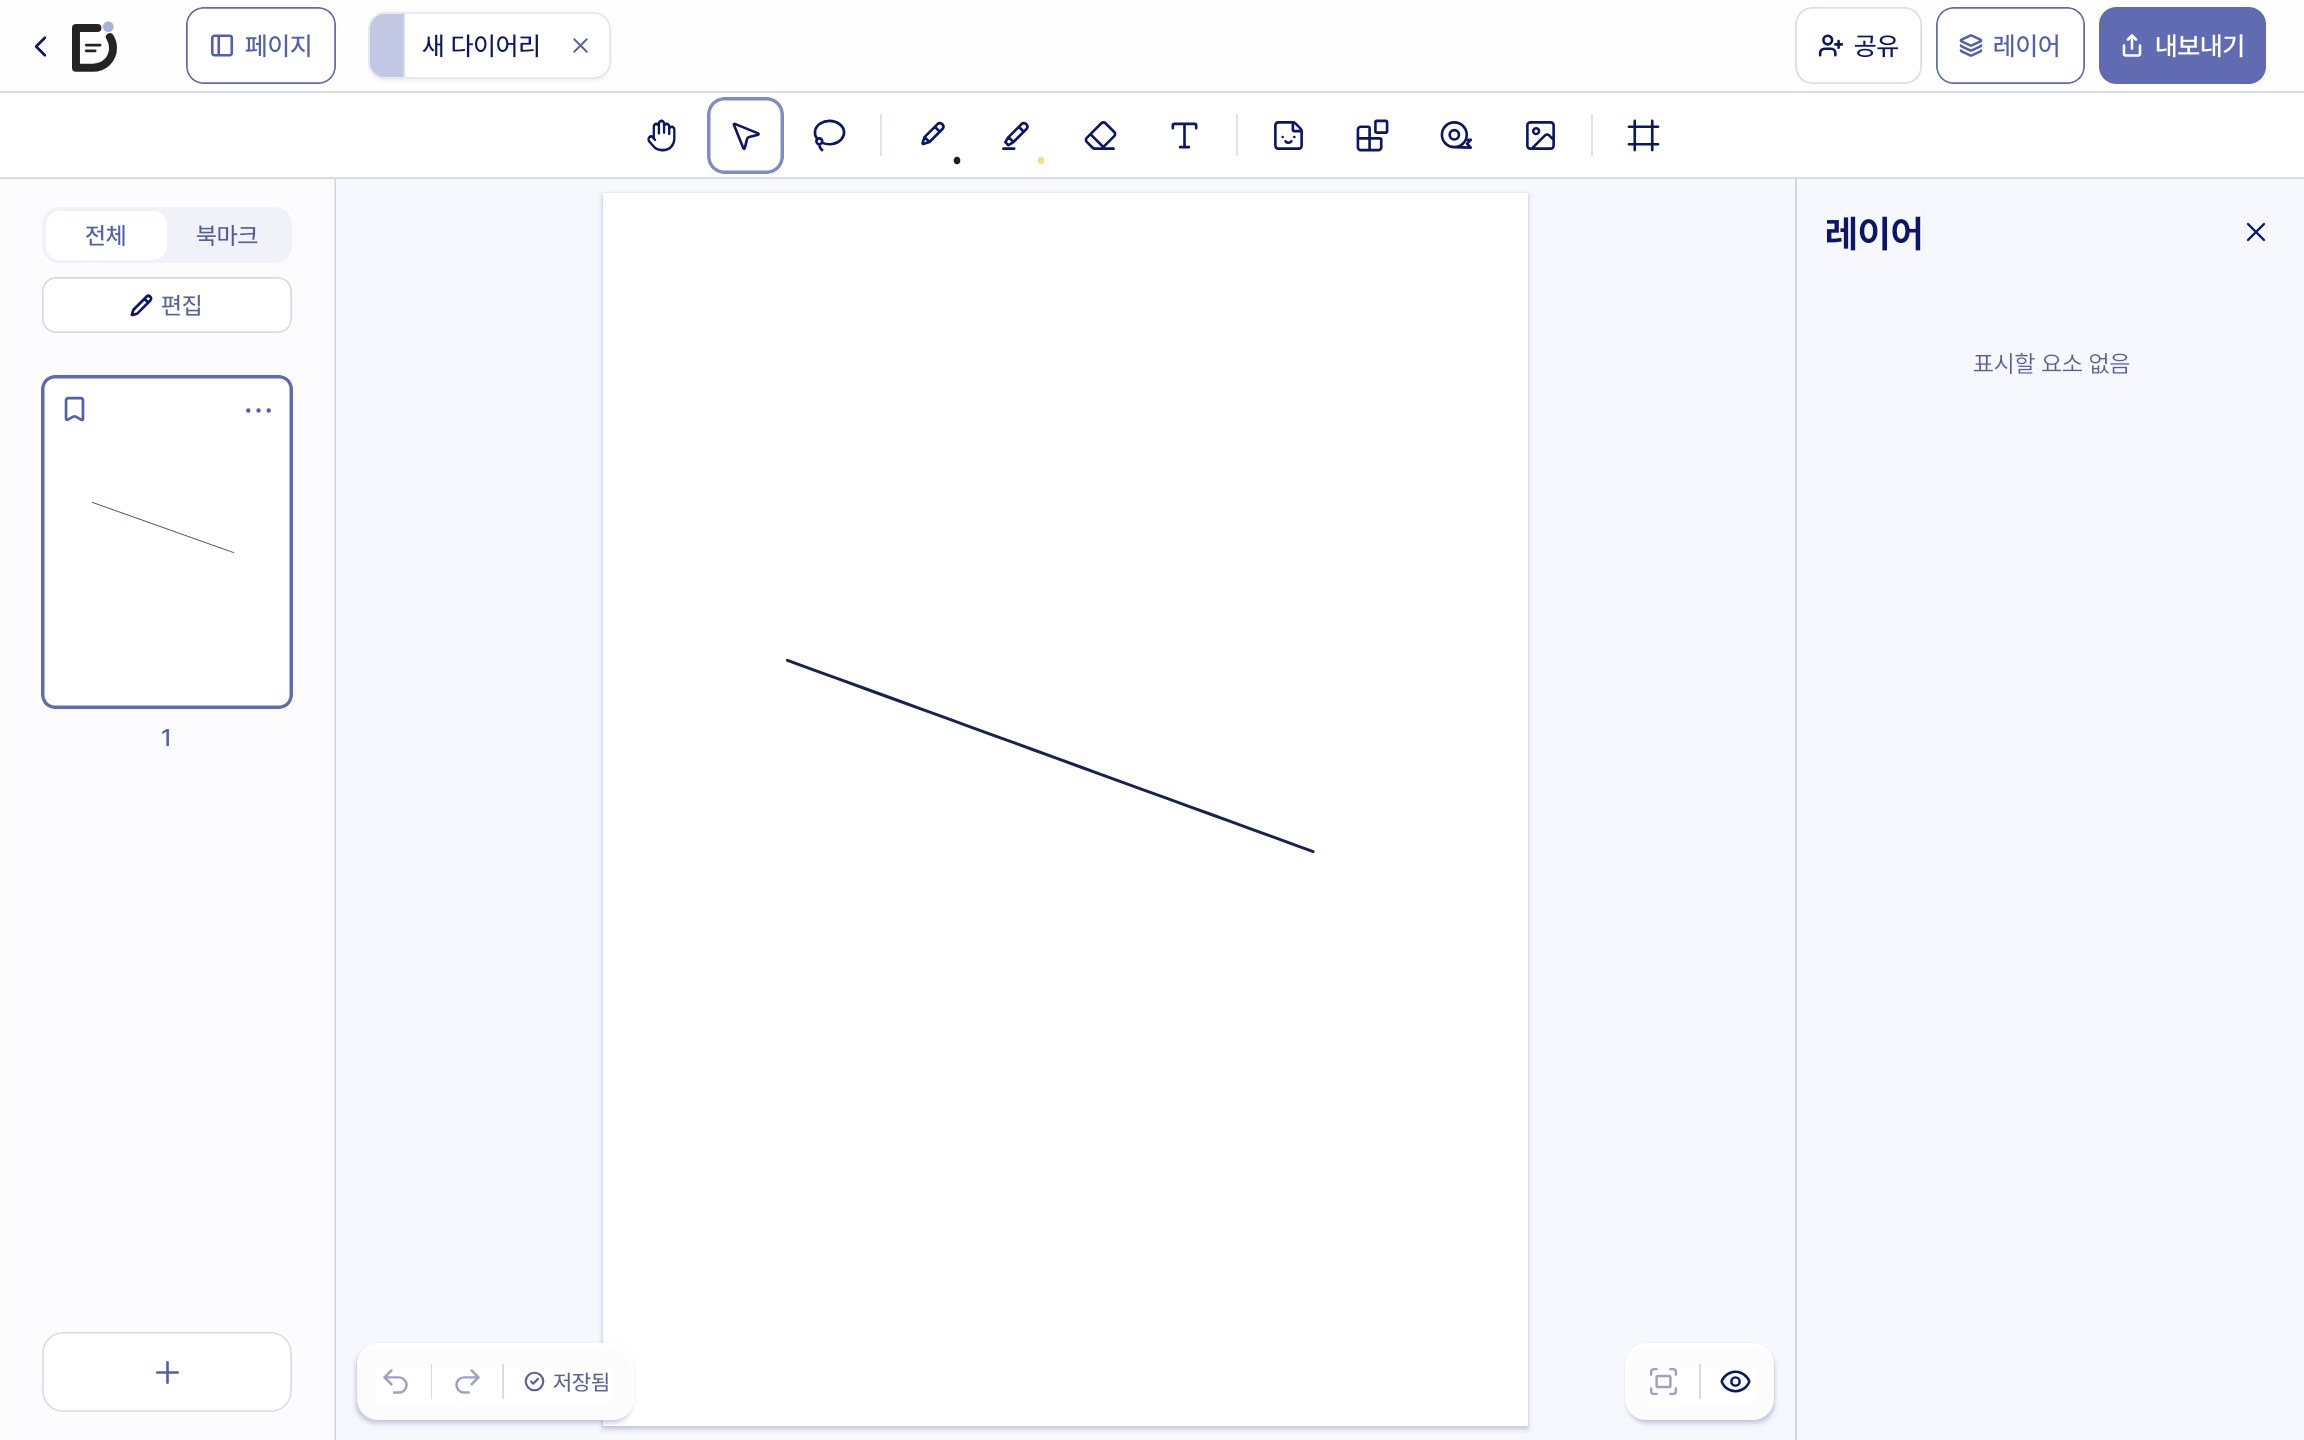 페이지
새 다이어리
공유
레이어
내보내기
전체
북마크
편집
1
저장됨
레이어
표시할 요소 없음